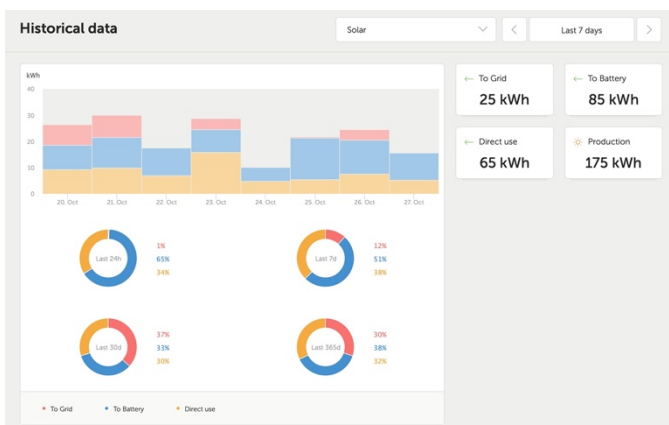 Historical data
Solar
Last 7 days
kWh
40
30
20
10
0
20. Oct 21. Oct 22. Oct 23. Oct 24. Oct 25. Oct 26. Oct 27. Oct
To Grid
25 kWh
To Battery
85 kWh
Direct use
65 kWh
Production
175 kWh
Last 24h
1%
65%
34%
Last 7d
12%
51%
38%
Last 30d
37%
33%
30%
Last 365d
30%
38%
32%
To Grid To Battery Direct use